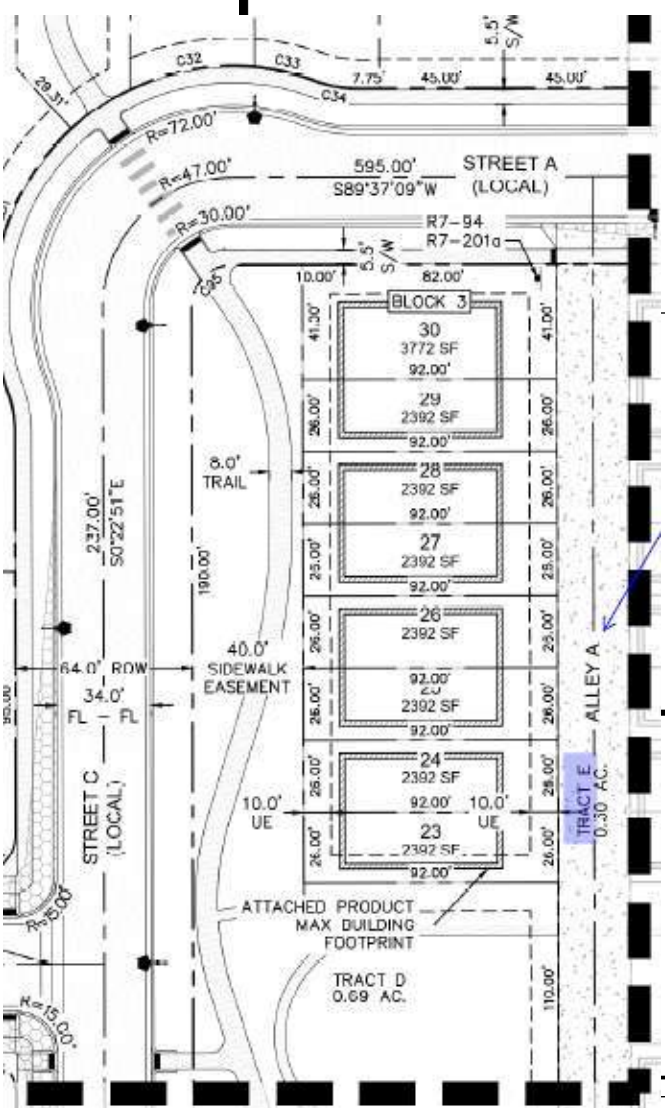 5.5'
S/W
C32
C33
7.75'
45.00'
45.00'
29.31'
C34
R=72.00'
R=47.00'
R=30.00'
595.00'
S89°37'09"W
STREET A
(LOCAL)
R7-94
R7-201a
C95
5.5'
S/W
10.00'
82.00'
BLOCK 3
41.00'
30
3772 SF
92.00'
41.00'
26.00'
29
2392 SF
92.00'
26.00'
8.0'
TRAIL
26.00'
28
2392 SF
92.00'
26.00'
237.00'
S0°22'51"E
190.00'
26.00'
27
2392 SF
92.00'
26.00'
26.00'
26
2392 SF
92.00'
26.00'
64.0' ROW
40.0'
SIDEWALK
EASEMENT
34.0'
FL - FL
26.00'
2392 SF
92.00'
26.00'
ALLEY A
STREET C
(LOCAL)
26.00'
24
2392 SF
92.00'
26.00'
TRACT E
0.30 AC.
10.0'
UE
10.0'
UE
26.00'
23
2392 SF
92.00'
26.00'
R=15.00'
ATTACHED PRODUCT
MAX BUILDING
FOOTPRINT
TRACT D
0.69 AC.
110.00'
R=15.00'